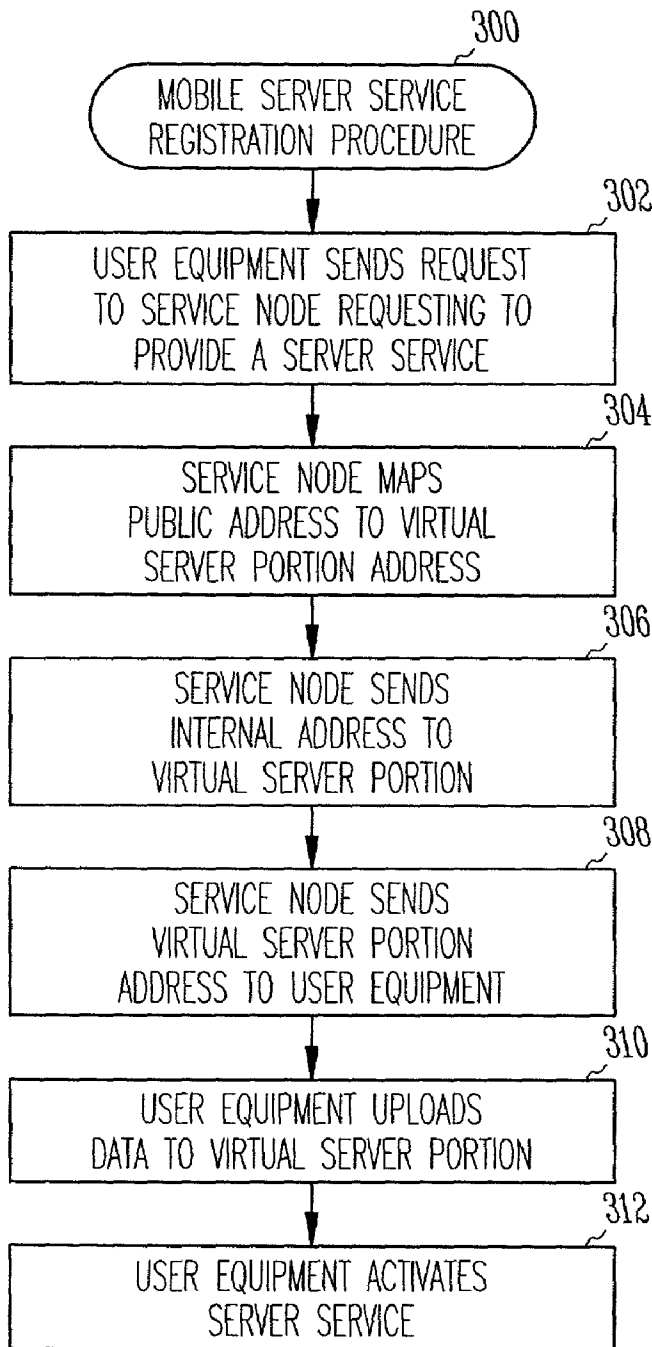 300
MOBILE SERVER SERVICE
REGISTRATION PROCEDURE
302
USER EQUIPMENT SENDS REQUEST
TO SERVICE NODE REQUESTING TO
PROVIDE A SERVER SERVICE
304
SERVICE NODE MAPS
PUBLIC ADDRESS TO VIRTUAL
SERVER PORTION ADDRESS
306
SERVICE NODE SENDS
INTERNAL ADDRESS TO
VIRTUAL SERVER PORTION
308
SERVICE NODE SENDS
VIRTUAL SERVER PORTION
ADDRESS TO USER EQUIPMENT
310
USER EQUIPMENT UPLOADS
DATA TO VIRTUAL SERVER PORTION
312
USER EQUIPMENT ACTIVATES
SERVER SERVICE